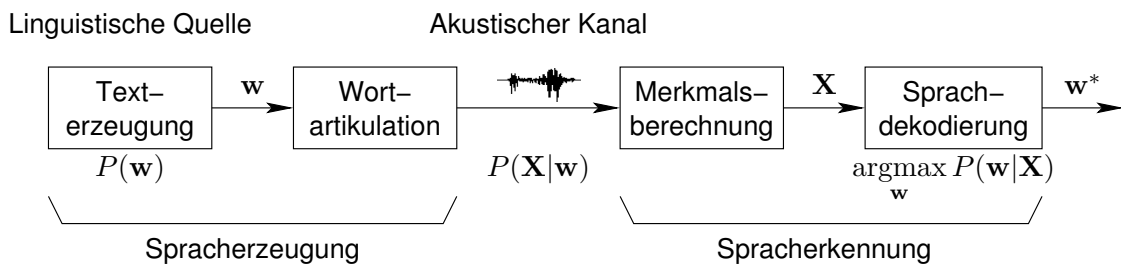 Linguistische Quelle
Akustischer Kanal
Text–
erzeugung
w
Wort–
artikulation
Merkmals–
berechnung
X
Sprach–
dekodierung
w*
P(w)
P(X|w)
argmax P(w|X)
w
Spracherzeugung
Spracherkennung